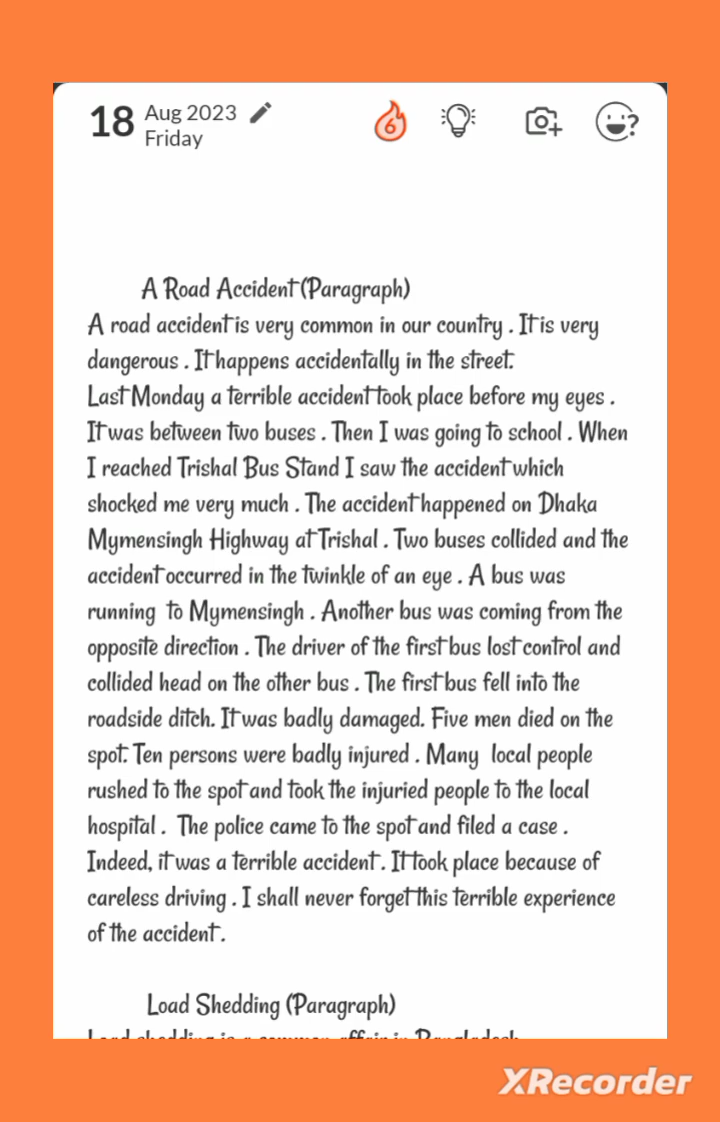 18 Aug 2023
Friday
6
?
A Road Accident (Paragraph)
A road accident is very common in our country . It is very
dangerous . It happens accidentally in the street.
Last Monday a terrible accident took place before my eyes .
It was between two buses . Then I was going to school . When
I reached Trishal Bus Stand I saw the accident which
shocked me very much . The accident happened on Dhaka
Mymensingh Highway at Trishal . Two buses collided and the
accident occurred in the twinkle of an eye . A bus was
running to Mymensingh . Another bus was coming from the
opposite direction . The driver of the first bus lost control and
collided head on the other bus . The first bus fell into the
roadside ditch. It was badly damaged. Five men died on the
spot. Ten persons were badly injured . Many local people
rushed to the spot and took the injuried people to the local
hospital . The police came to the spot and filed a case .
Indeed, it was a terrible accident . It took place because of
careless driving . I shall never forget this terrible experience
of the accident .
Load Shedding (Paragraph)
Load shedding is a common affair in Bangladesh
XRecorder